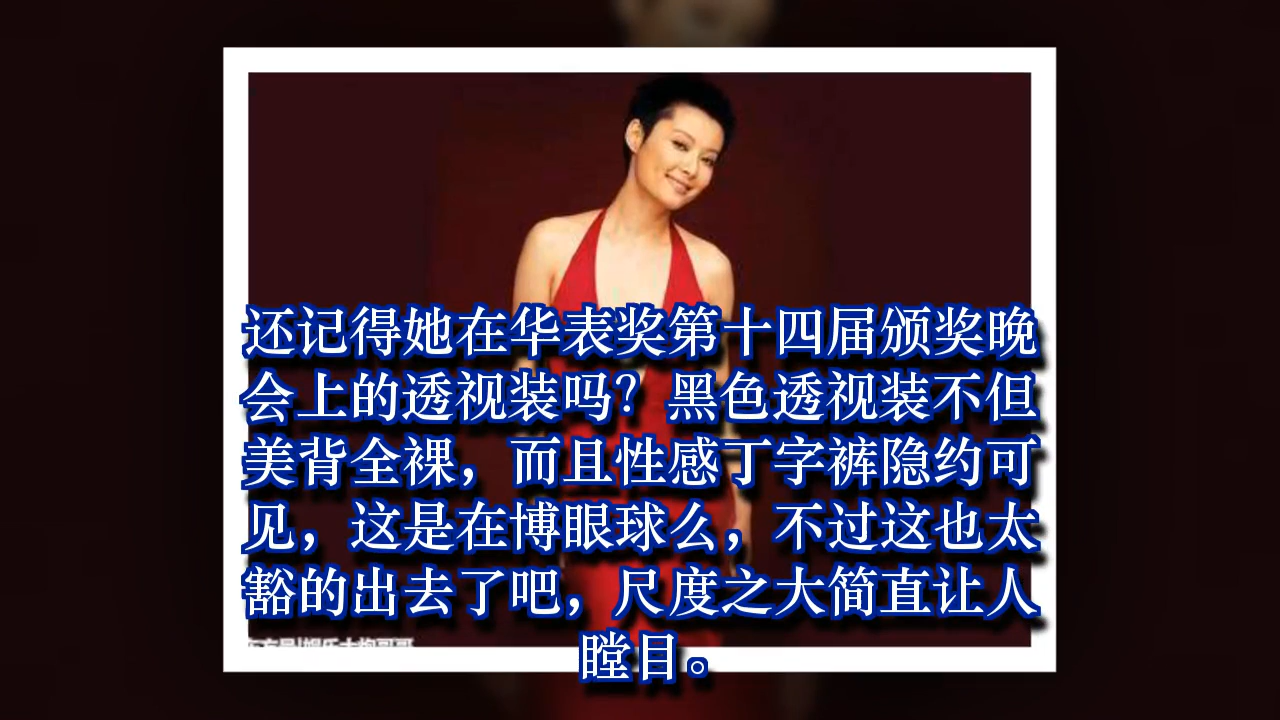 还记得她在华表奖第十四届颁奖晚
会上的透视装吗？黑色透视装不但
美背全裸，而且性感丁字裤隐约可
见，这是在博眼球么，不过这也太
豁的出去了吧，尺度之大简直让人
瞠目。